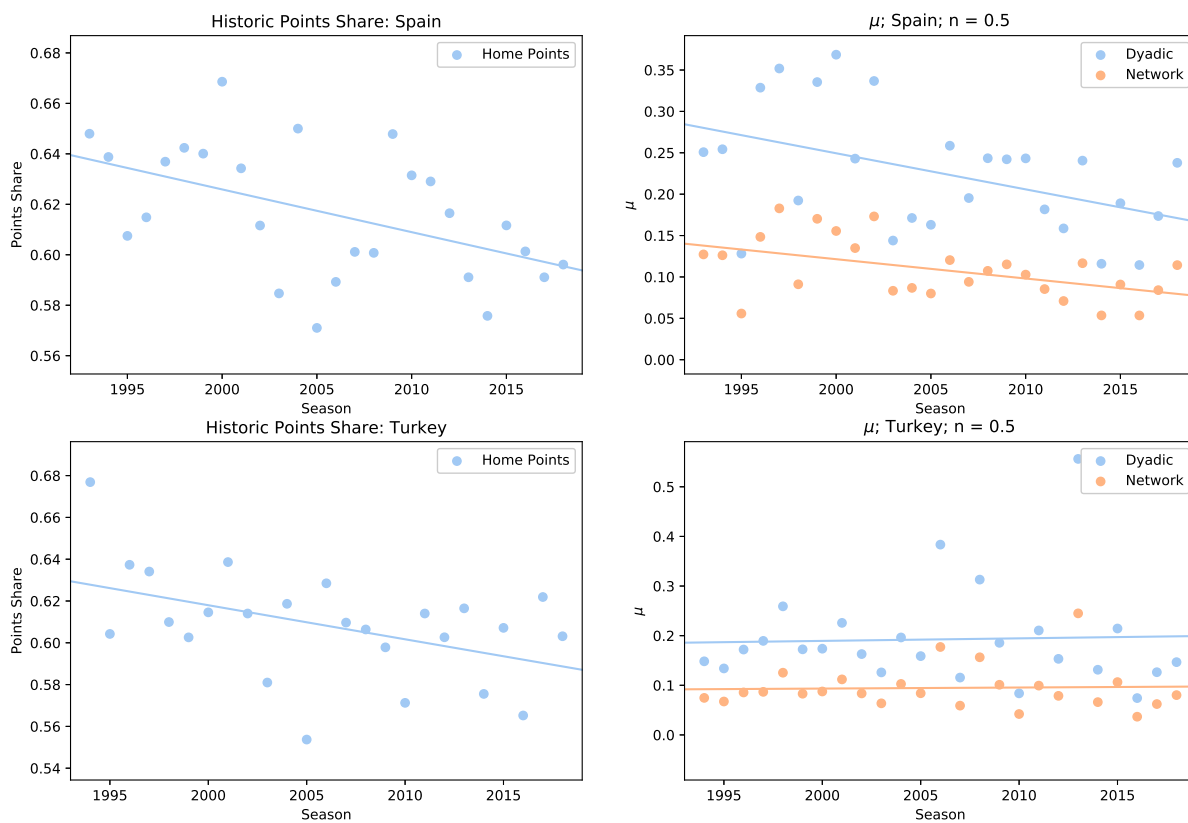 Historic Points Share: Spain
Home Points
Points Share
0.68
0.66
0.64
0.62
0.60
0.58
0.56
1995 2000 2005 2010 2015
Season
μ; Spain; n = 0.5
Dyadic
Network
μ
0.35
0.30
0.25
0.20
0.15
0.10
0.05
0.00
1995 2000 2005 2010 2015
Season
Historic Points Share: Turkey
Home Points
Points Share
0.68
0.66
0.64
0.62
0.60
0.58
0.56
0.54
1995 2000 2005 2010 2015
Season
μ; Turkey; n = 0.5
Dyadic
Network
μ
0.5
0.4
0.3
0.2
0.1
0.0
1995 2000 2005 2010 2015
Season